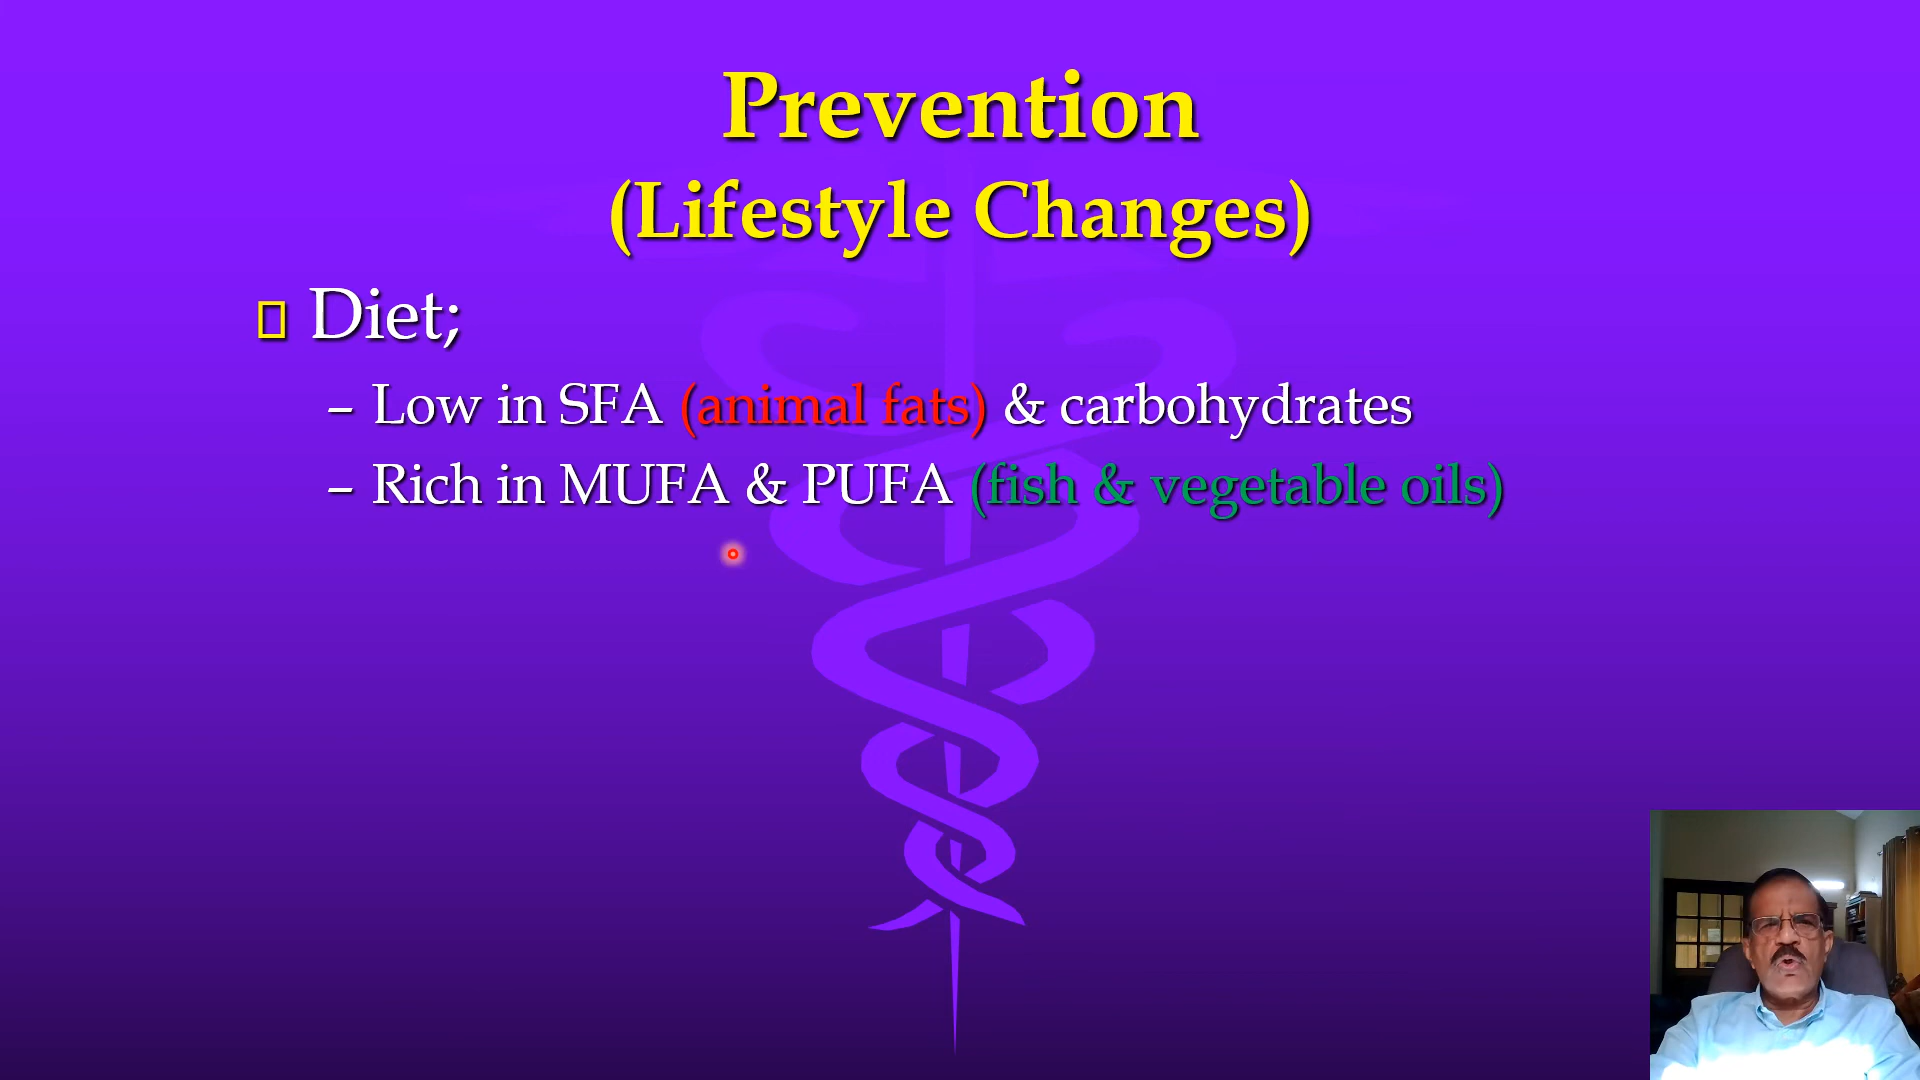 Prevention
(Lifestyle Changes)
Diet;
– Low in SFA (animal fats) & carbohydrates
– Rich in MUFA & PUFA (fish & vegetable oils)